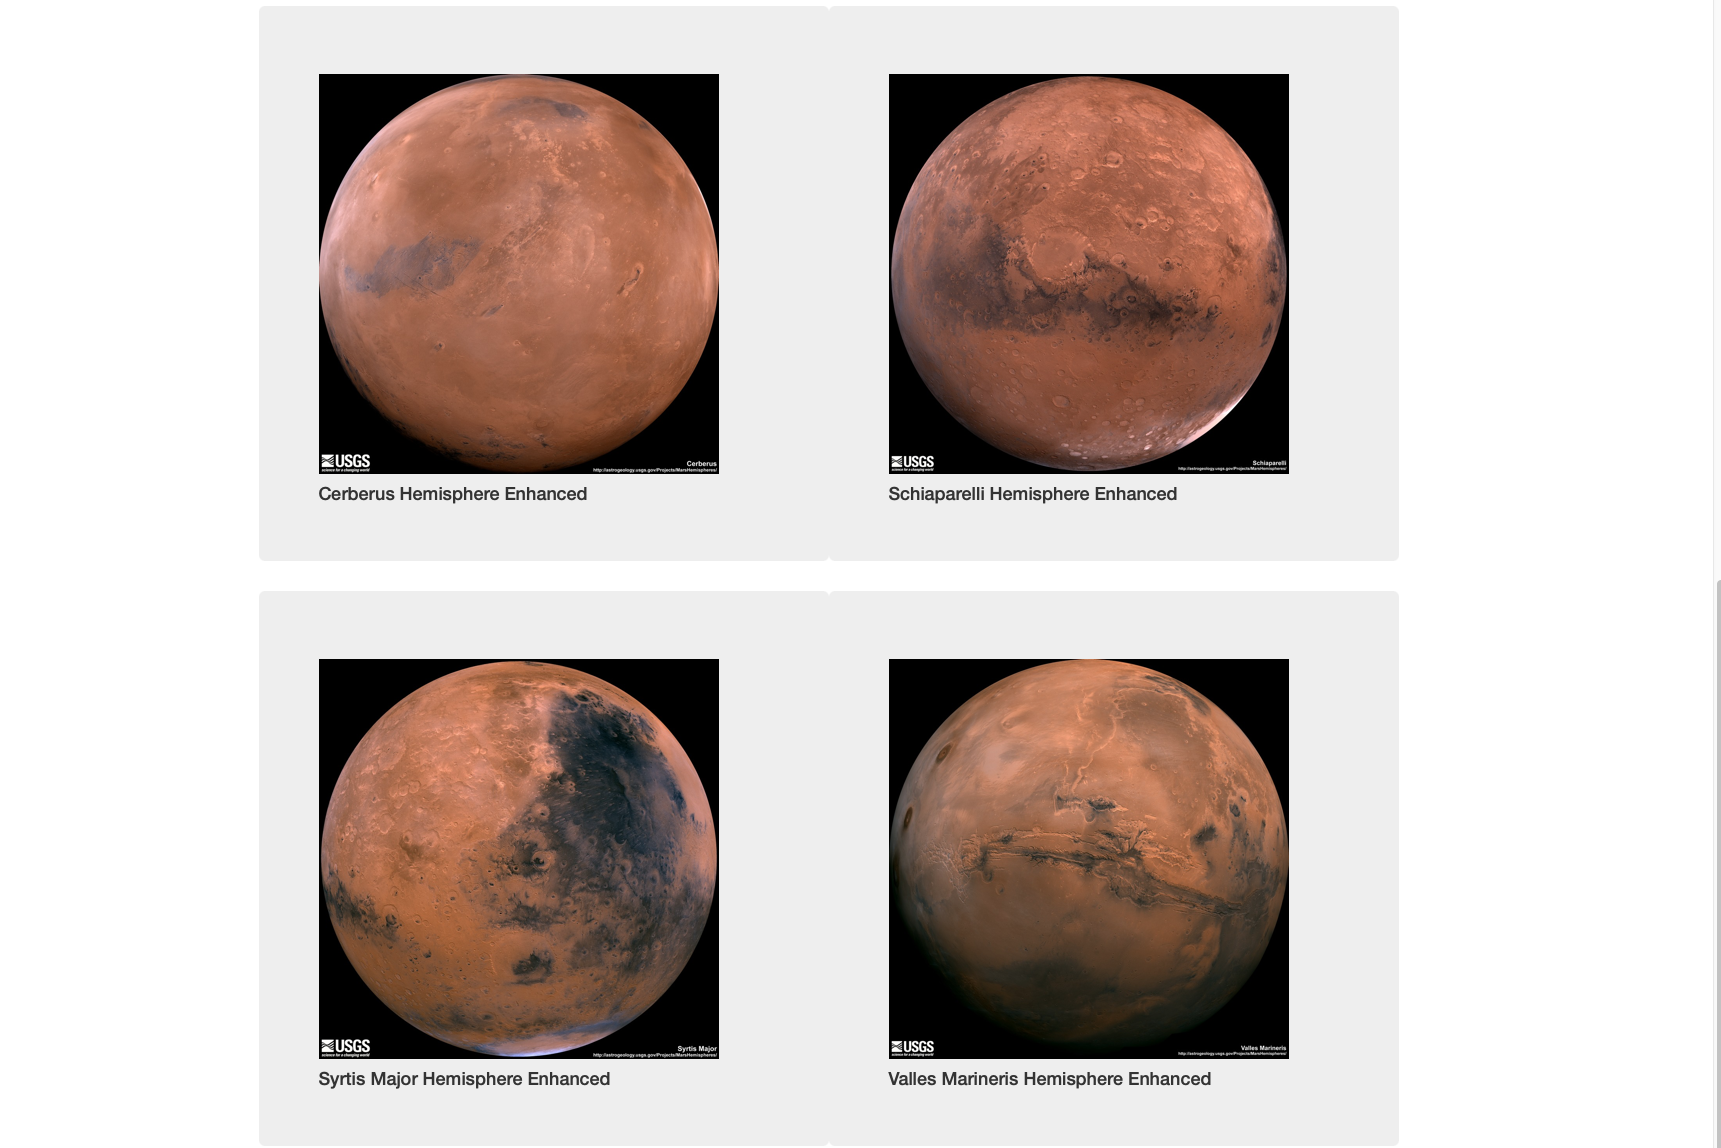 USGS
science for a changing world
Cerberus
http://astrogeology.usgs.gov/Projects/MarsHemispheres/
Cerberus Hemisphere Enhanced
USGS
science for a changing world
Schiaparelli
http://astrogeology.usgs.gov/Projects/MarsHemispheres/
Schiaparelli Hemisphere Enhanced
USGS
science for a changing world
Syrtis Major
http://astrogeology.usgs.gov/Projects/MarsHemispheres/
Syrtis Major Hemisphere Enhanced
USGS
science for a changing world
Valles Marineris
http://astrogeology.usgs.gov/Projects/MarsHemispheres/
Valles Marineris Hemisphere Enhanced